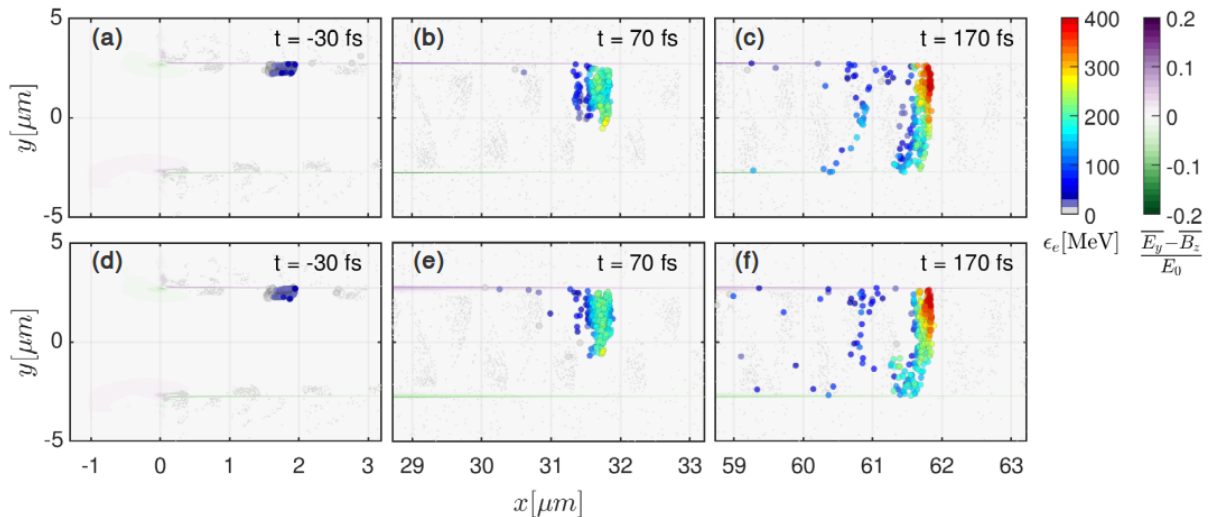 (a) t = -30 fs (b) t = 70 fs (c) t = 170 fs
5
0
-5
y[μm]
(d) t = -30 fs (e) t = 70 fs (f) t = 170 fs
5
0
-5
y[μm]
-1 0 1 2 3 29 30 31 32 33 59 60 61 62 63
x[μm]
400
300
200
100
0
ϵ_e[MeV]
0.2
0.1
0
-0.1
-0.2
\frac{\overline{E_y}-\overline{B_z}}{E_0}